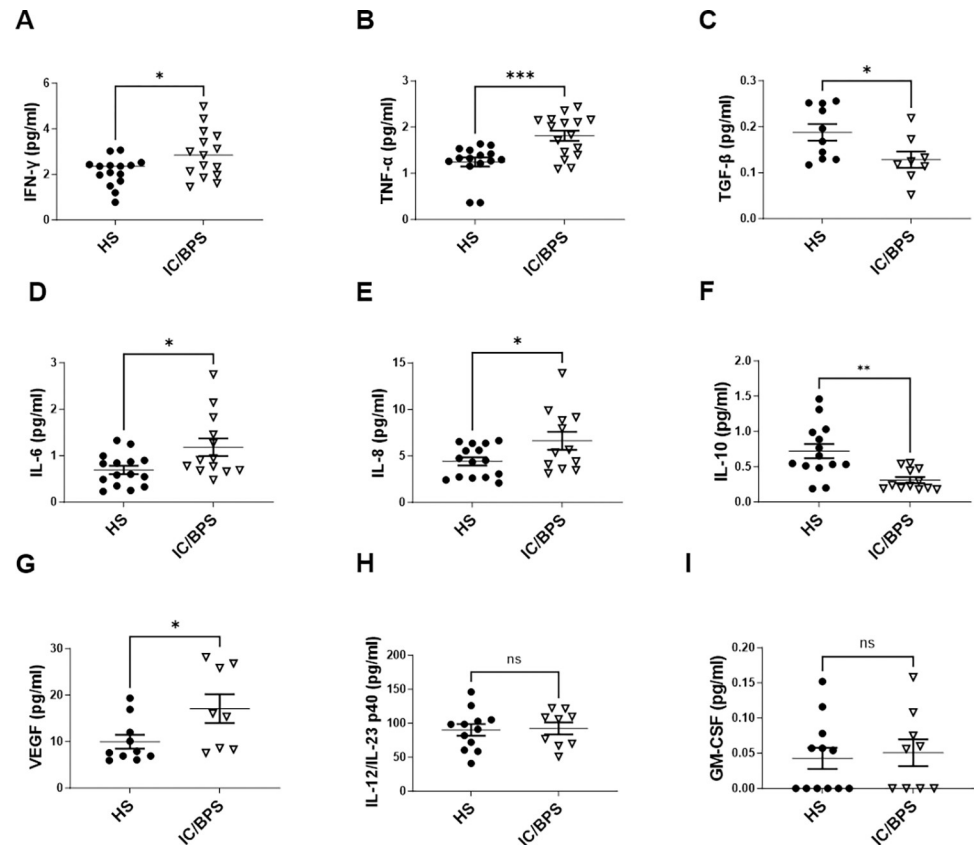 A
IFN-γ (pg/ml)
6
4
2
0
*
HS
IC/BPS
B
TNF-α (pg/ml)
3
2
1
0
***
HS
IC/BPS
C
TGF-β (pg/ml)
0.3
0.2
0.1
0.0
*
HS
IC/BPS
D
IL-6 (pg/ml)
3
2
1
0
*
HS
IC/BPS
E
IL-8 (pg/ml)
15
10
5
0
*
HS
IC/BPS
F
IL-10 (pg/ml)
1.5
1.0
0.5
0.0
**
HS
IC/BPS
G
VEGF (pg/ml)
30
20
10
0
*
HS
IC/BPS
H
IL-12/IL-23 p40 (pg/ml)
200
150
100
50
0
ns
HS
IC/BPS
I
GM-CSF (pg/ml)
0.20
0.15
0.10
0.05
0.00
ns
HS
IC/BPS